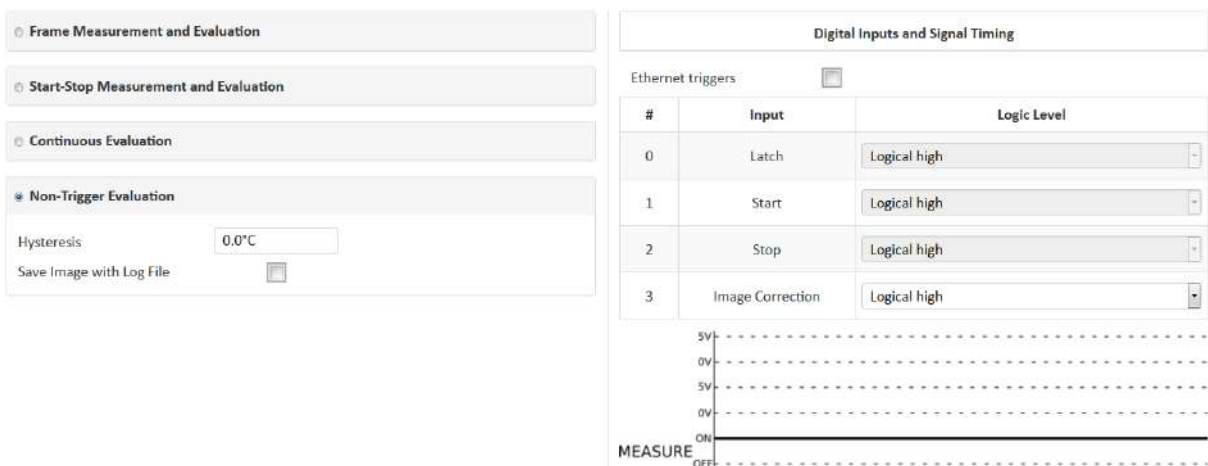 Frame Measurement and Evaluation
Start-Stop Measurement and Evaluation
Continuous Evaluation
Non-Trigger Evaluation
Hysteresis 0.0°C
Save Image with Log File
Digital Inputs and Signal Timing
Ethernet triggers
# Input Logic Level
0 Latch Logical high
1 Start Logical high
2 Stop Logical high
3 Image Correction Logical high
5V
0V
5V
0V
ON
MEASURE
OFF